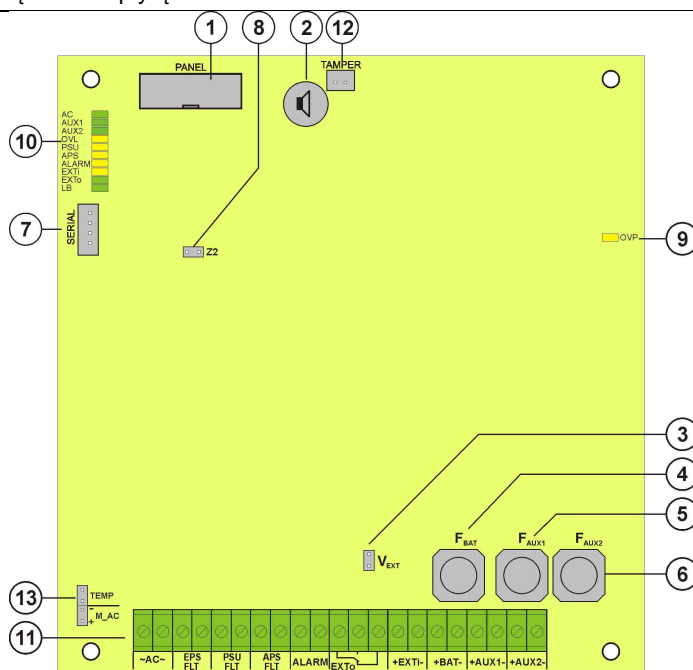 1 8 2 12
PANEL
TAMPER
AC
AUX1
AUX2
OVL
PSU
APS
ALARM
EXTi
EXTo
LB
10
7
SERIAL
Z2
OVP
9
3
4
5
6
VEXT
FBAT
FAUX1
FAUX2
13
TEMP
-
M_AC
+
11
~AC~ EPS FLT PSU FLT APS FLT ALARM EXTo +EXTi- +BAT- +AUX1- +AUX2-